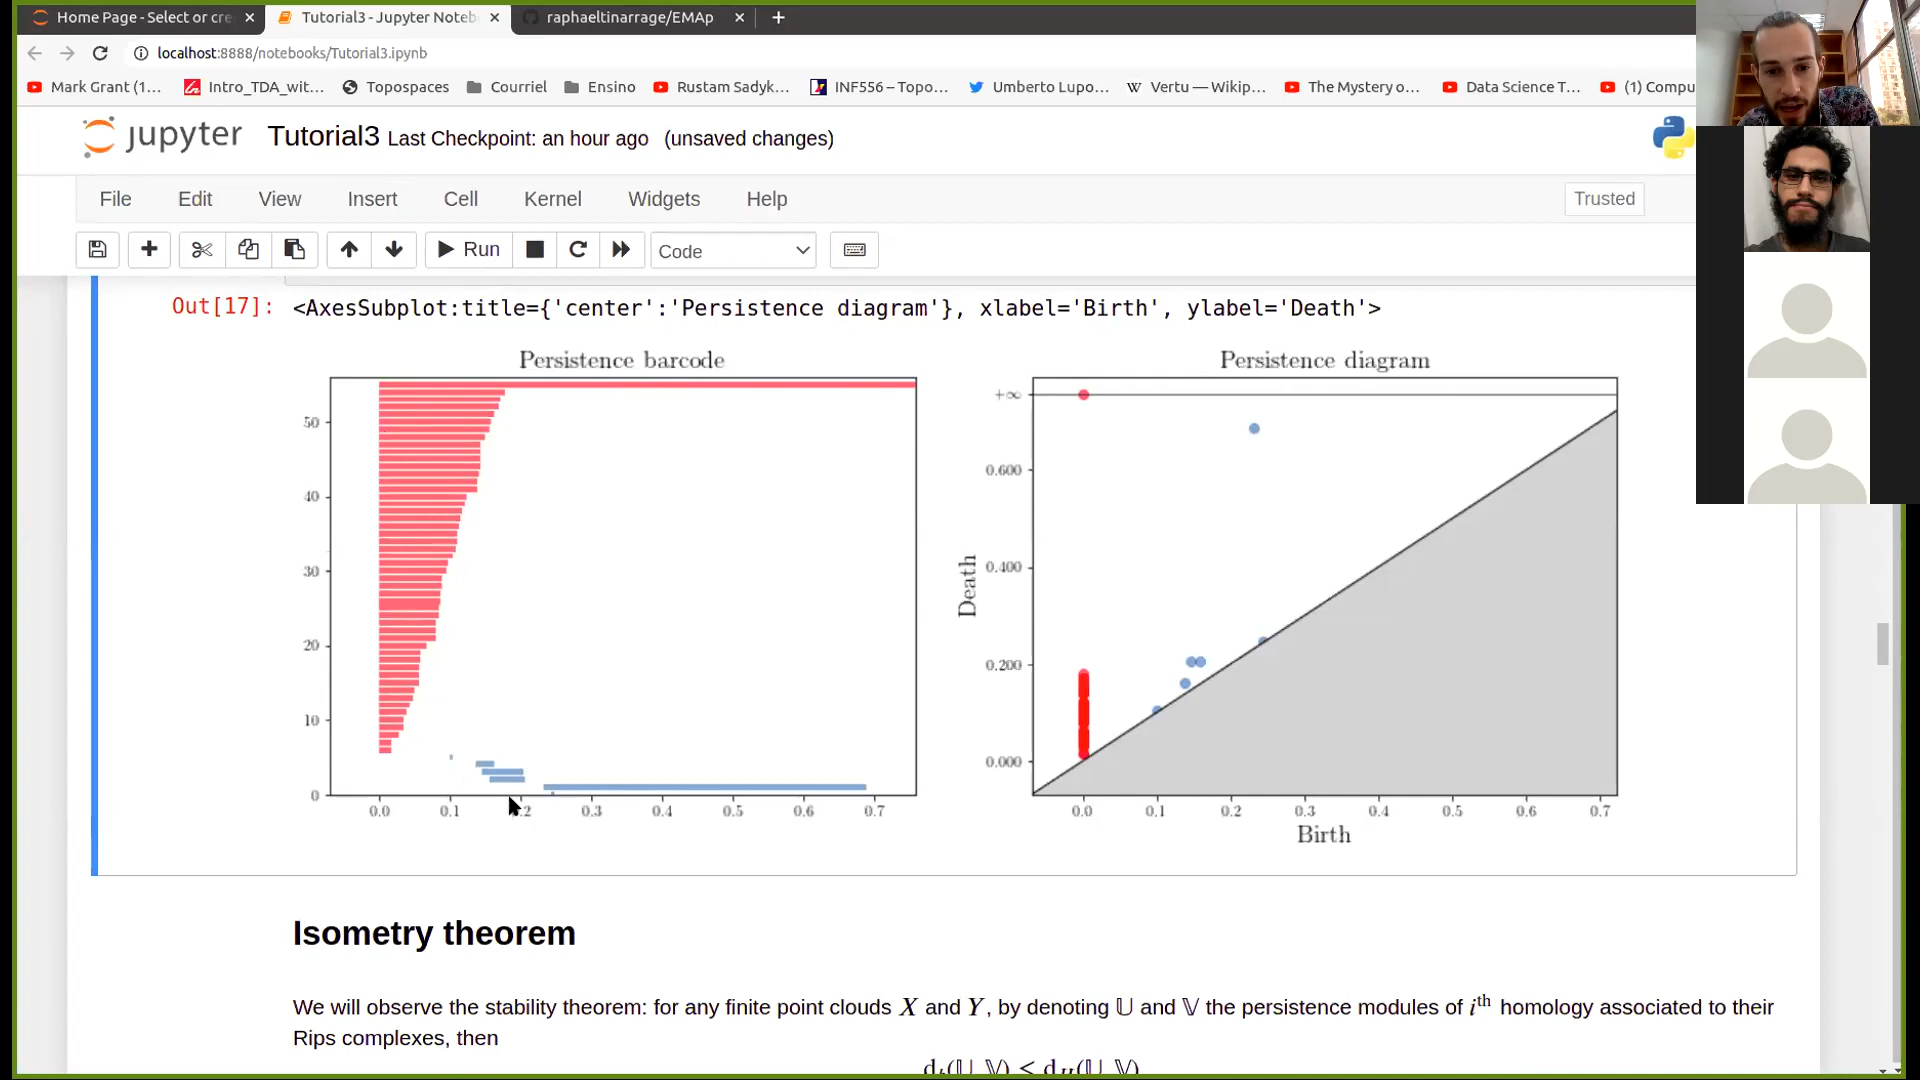 Home Page - Select or cre
Tutorial3 - Jupyter Noteb
raphaeltinarrage/EMAp
localhost:8888/notebooks/Tutorial3.ipynb
Mark Grant (1... Intro_TDA_wit... Topospaces Courriel Ensino Rustam Sadyk... INF556 – Topo... Umberto Lupo... Vertu — Wikip... The Mystery o... Data Science T... (1) Compu
jupyter Tutorial3 Last Checkpoint: an hour ago (unsaved changes)
File Edit View Insert Cell Kernel Widgets Help Trusted
Run Code
Out[17]: <AxesSubplot:title={'center':'Persistence diagram'}, xlabel='Birth', ylabel='Death'>
Persistence barcode
50
40
30
20
10
0
0.0 0.1 0.3 0.4 0.5 0.6 0.7
Persistence diagram
+∞
0.600
0.400
0.200
0.000
Death
0.0 0.1 0.2 0.3 0.4 0.5 0.6 0.7
Birth
Isometry theorem
We will observe the stability theorem: for any finite point clouds X and Y, by denoting 𝕌 and 𝕍 the persistence modules of iᵗʰ homology associated to their
Rips complexes, then